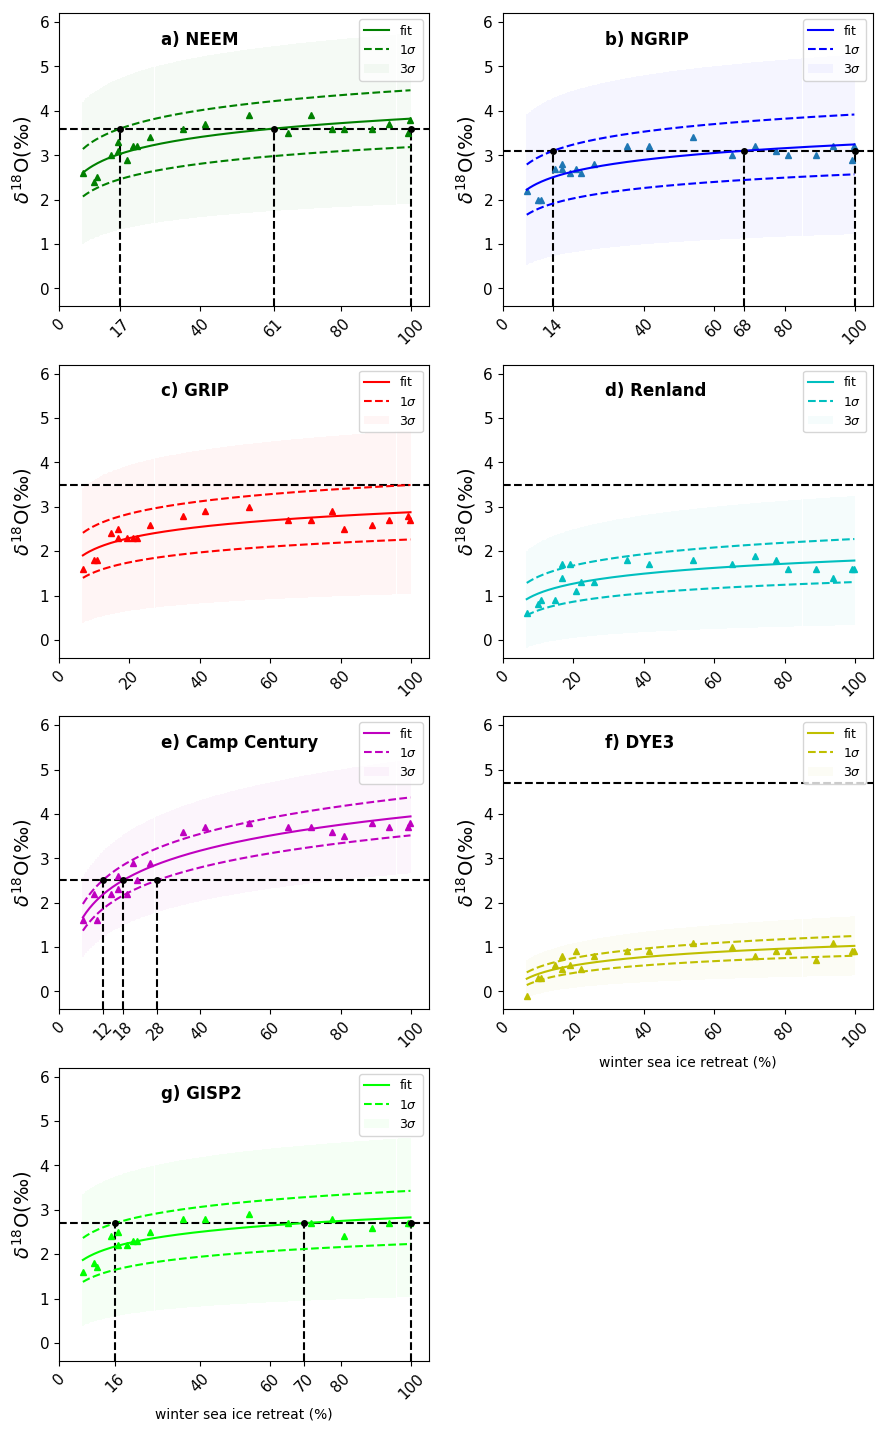 a) NEEM
fit
1σ
3σ
δ¹⁸O(‰)
6
5
4
3
2
1
0
0 17 40 61 80 100
b) NGRIP
fit
1σ
3σ
δ¹⁸O(‰)
6
5
4
3
2
1
0
0 14 40 60 68 80 100
c) GRIP
fit
1σ
3σ
δ¹⁸O(‰)
6
5
4
3
2
1
0
0 20 40 60 80 100
d) Renland
fit
1σ
3σ
δ¹⁸O(‰)
6
5
4
3
2
1
0
0 20 40 60 80 100
e) Camp Century
fit
1σ
3σ
δ¹⁸O(‰)
6
5
4
3
2
1
0
0 12 18 28 40 60 80 100
f) DYE3
fit
1σ
3σ
δ¹⁸O(‰)
6
5
4
3
2
1
0
0 20 40 60 80 100
winter sea ice retreat (%)
g) GISP2
fit
1σ
3σ
δ¹⁸O(‰)
6
5
4
3
2
1
0
0 16 40 60 70 80 100
winter sea ice retreat (%)